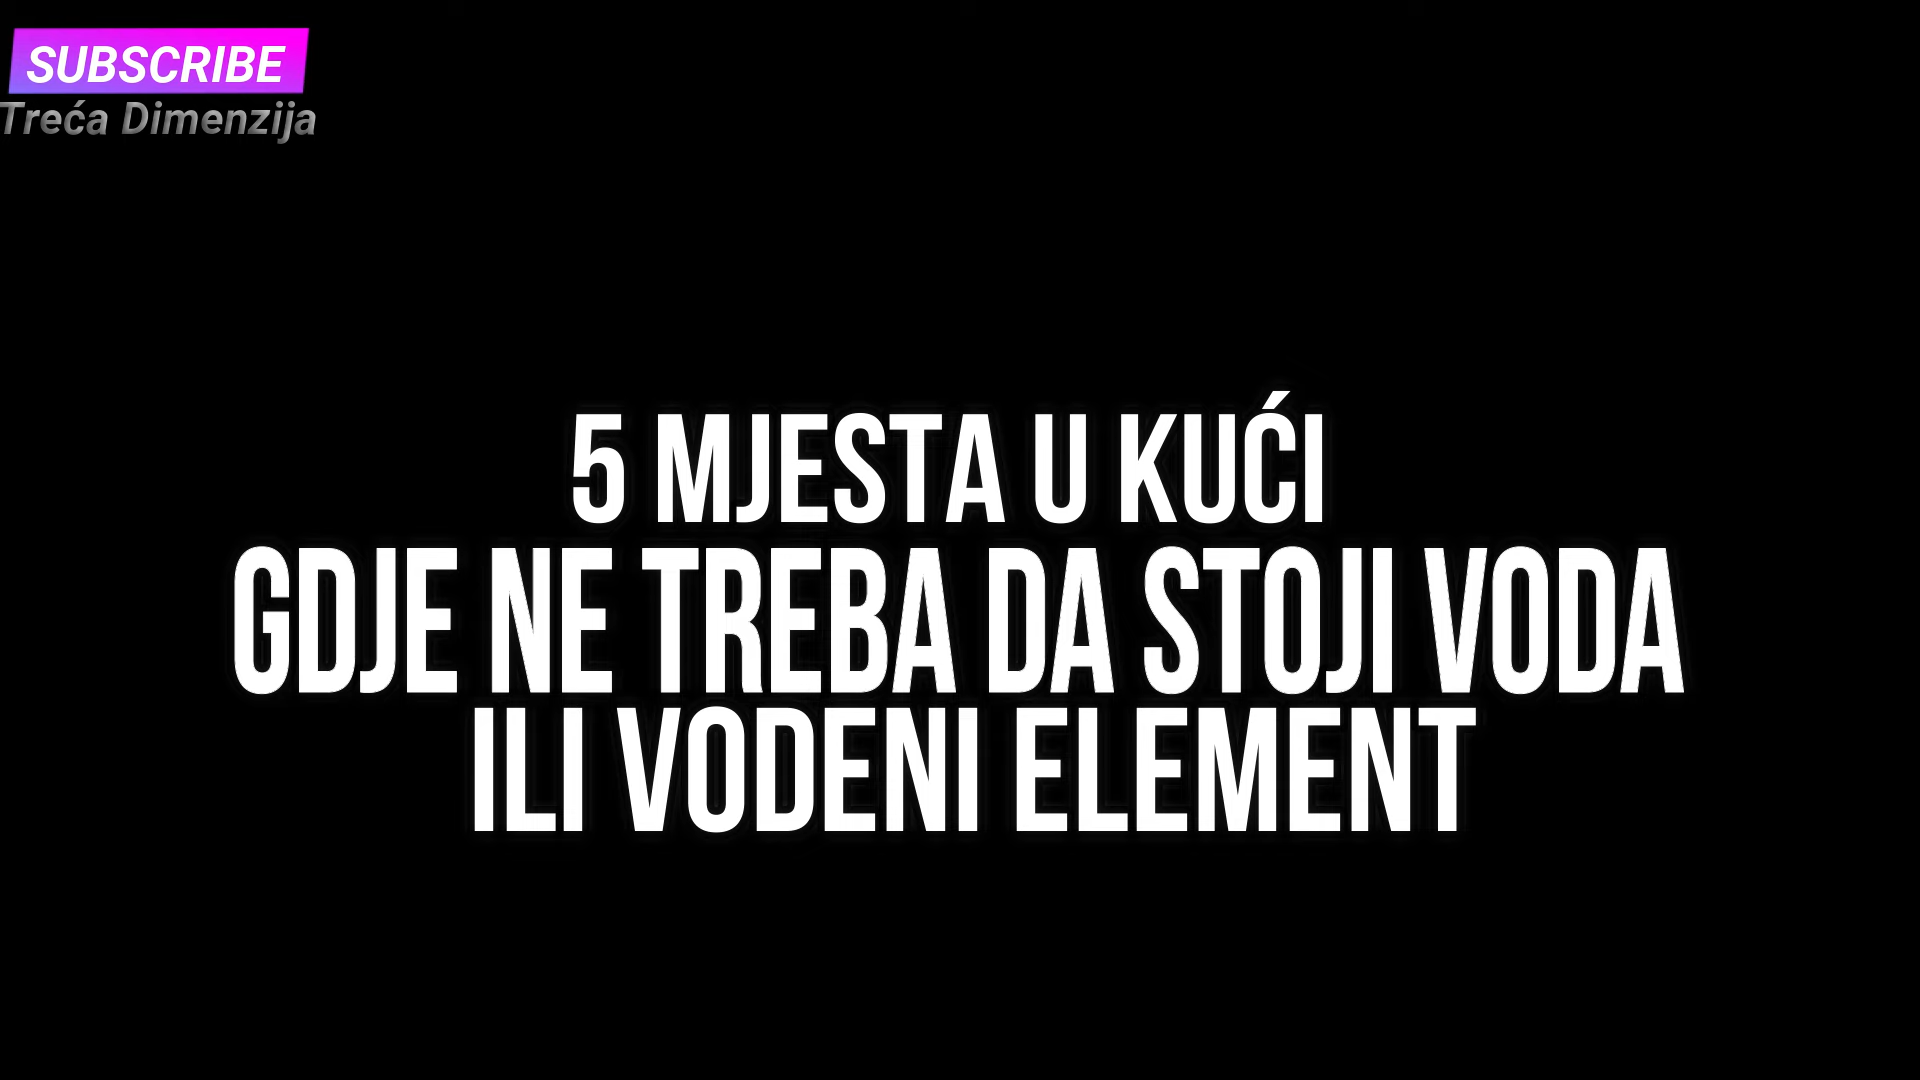 SUBSCRIBE
Treća Dimenzija
5 MJESTA U KUĆI
GDJE NE TREBA DA STOJI VODA
ILI VODENI ELEMENT